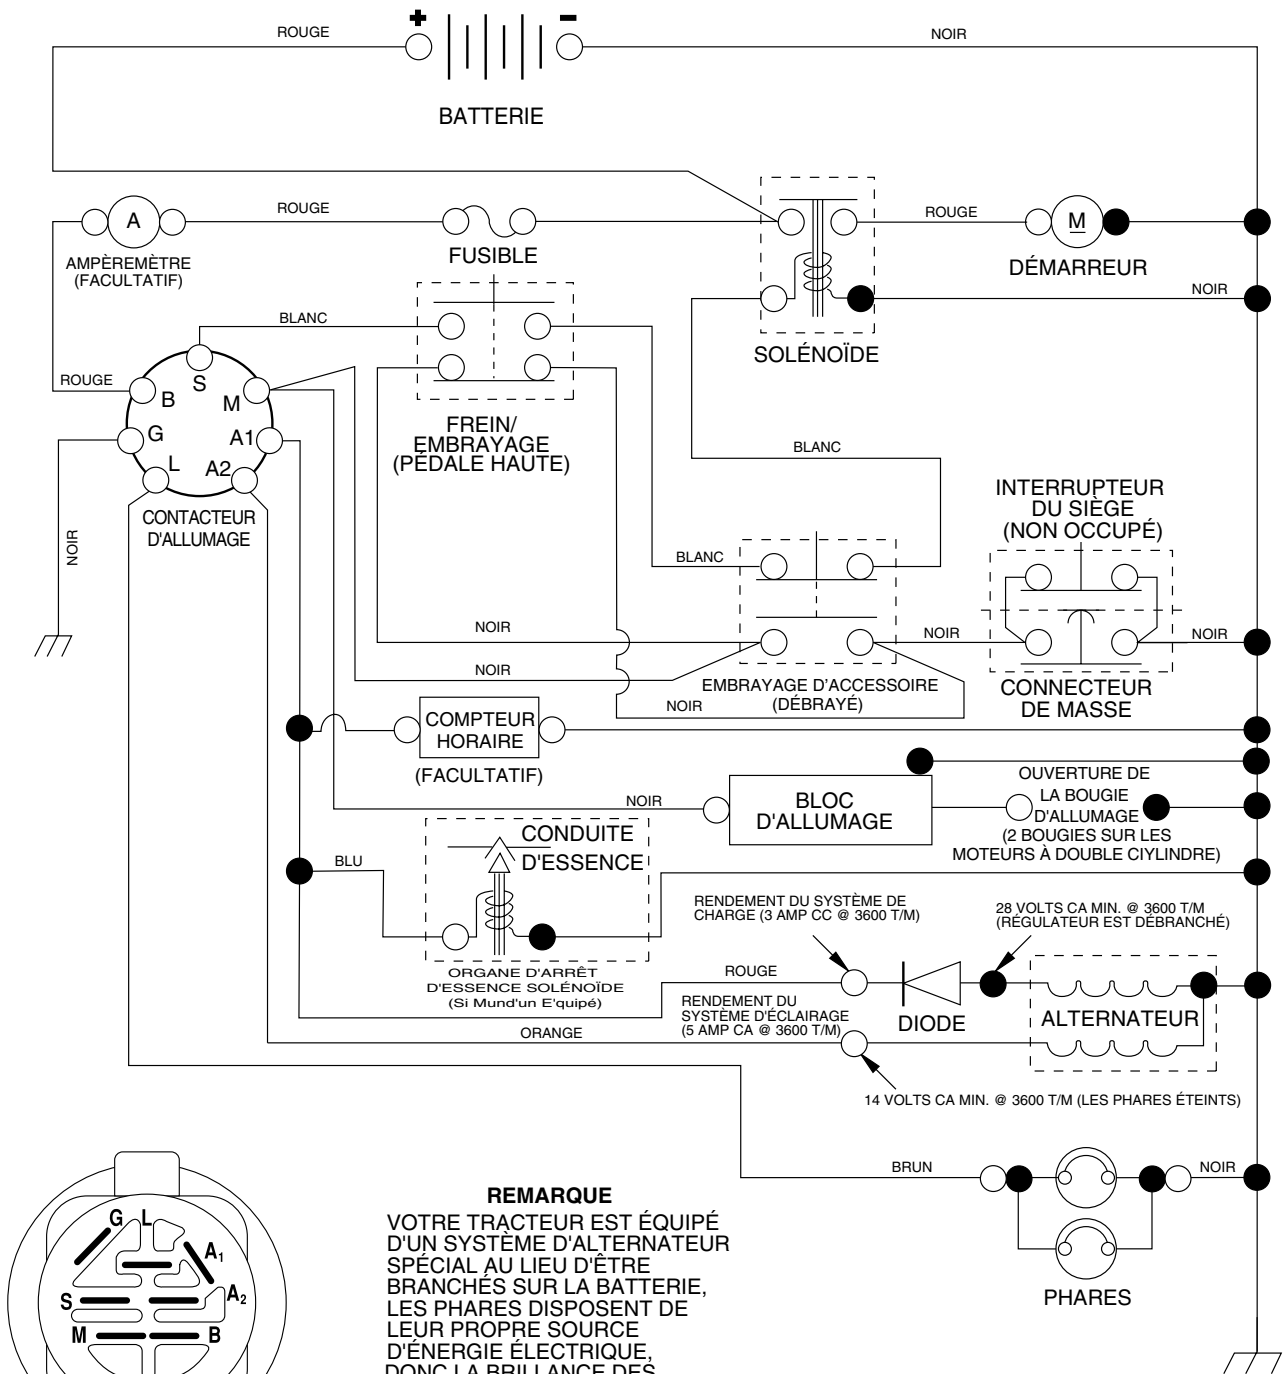 + -
ROUGE
NOIR
BATTERIE
A
ROUGE
ROUGE
M
FUSIBLE
AMPÈREMÈTRE
(FACULTATIF)
DÉMARREUR
NOIR
BLANC
SOLÉNOÏDE
ROUGE
S
B
M
G
A1
L
A2
FREIN/
EMBRAYAGE
(PÉDALE HAUTE)
BLANC
CONTACTEUR
D'ALLUMAGE
NOIR
INTERRUPTEUR
DU SIÈGE
(NON OCCUPÉ)
BLANC
NOIR
NOIR
NOIR
NOIR
EMBRAYAGE D'ACCESSOIRE
(DÉBRAYÉ)
NOIR
CONNECTEUR
DE MASSE
COMPTEUR
HORAIRE
(FACULTATIF)
NOIR
BLOC
D'ALLUMAGE
OUVERTURE DE
LA BOUGIE
D'ALLUMAGE
(2 BOUGIES SUR LES
MOTEURS À DOUBLE CIYLINDRE)
CONDUITE
D'ESSENCE
BLU
ORGANE D'ARRÊT
D'ESSENCE SOLÉNOÏDE
(Si Mund'un E'quipé)
RENDEMENT DU SYSTÈME DE
CHARGE (3 AMP CC @ 3600 T/M)
28 VOLTS CA MIN. @ 3600 T/M
(RÉGULATEUR EST DÉBRANCHÉ)
ROUGE
RENDEMENT DU
SYSTÈME D'ÉCLAIRAGE
(5 AMP CA @ 3600 T/M)
DIODE
ALTERNATEUR
ORANGE
14 VOLTS CA MIN. @ 3600 T/M (LES PHARES ÉTEINTS)
BRUN
NOIR
PHARES
G L
A1
S
A2
M
B
REMARQUE
VOTRE TRACTEUR EST ÉQUIPÉ
D'UN SYSTÈME D'ALTERNATEUR
SPÉCIAL AU LIEU D'ÊTRE
BRANCHÉS SUR LA BATTERIE,
LES PHARES DISPOSENT DE
LEUR PROPRE SOURCE
D'ÉNERGIE ÉLECTRIQUE,
DONC LA BRILLANCE DES